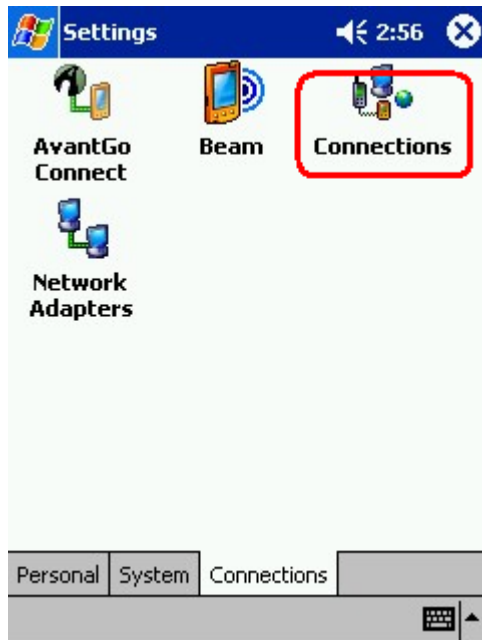 Settings 2:56
AvantGo Connect
Beam
Connections
Network Adapters
Personal System Connections